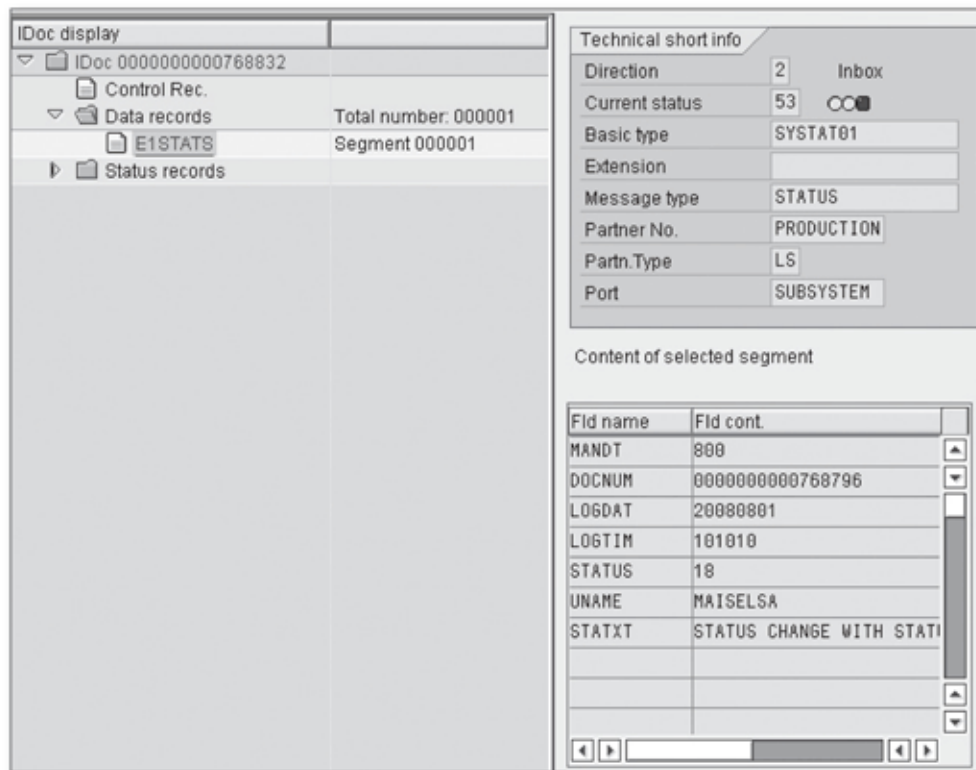 IDoc display
IDoc 0000000000768832
Control Rec.
Data records Total number: 000001
E1STATS Segment 000001
Status records
Technical short info
Direction 2 Inbox
Current status 53
Basic type SYSTAT01
Extension
Message type STATUS
Partner No. PRODUCTION
Partn.Type LS
Port SUBSYSTEM
Content of selected segment
Fld name Fld cont.
MANDT 800
DOCNUM 0000000000768796
LOGDAT 20080801
LOGTIM 101010
STATUS 18
UNAME MAISELSA
STATXT STATUS CHANGE WITH STATU